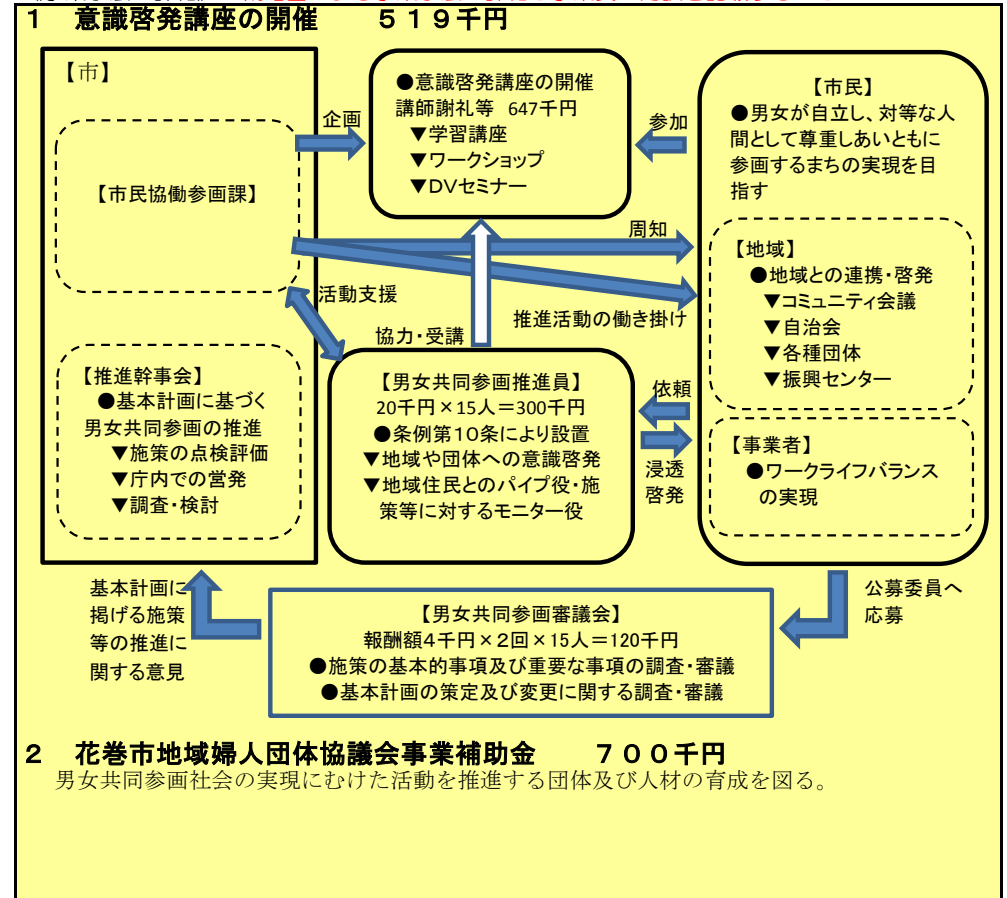 1　意識啓発講座の開催　　５１９千円
【市】
【市民協働参画課】
【推進幹事会】
●基本計画に基づく
男女共同参画の推進
▼施策の点検評価
▼庁内での営発
▼調査・検討
企画
●意識啓発講座の開催
講師謝礼等　647千円
▼学習講座
▼ワークショップ
▼DVセミナー
参加
【市民】
●男女が自立し、対等な人
間として尊重しあいともに
参画するまちの実現を目
指す
【地域】
●地域との連携・啓発
▼コミュニティ会議
▼自治会
▼各種団体
▼振興センター
【事業者】
●ワークライフバランス
の実現
周知
推進活動の働き掛け
活動支援
協力・受講
【男女共同参画推進員】
20千円×15人＝300千円
●条例第１０条により設置
▼地域や団体への意識啓発
▼地域住民とのパイプ役・施
策等に対するモニター役
依頼
浸透
啓発
基本計画に
掲げる施策
等の推進に
関する意見
【男女共同参画審議会】
報酬額４千円×２回×15人＝120千円
●施策の基本的事項及び重要な事項の調査・審議
●基本計画の策定及び変更に関する調査・審議
公募委員へ
応募
2　花巻市地域婦人団体協議会事業補助金　　７００千円
男女共同参画社会の実現にむけた活動を推進する団体及び人材の育成を図る。